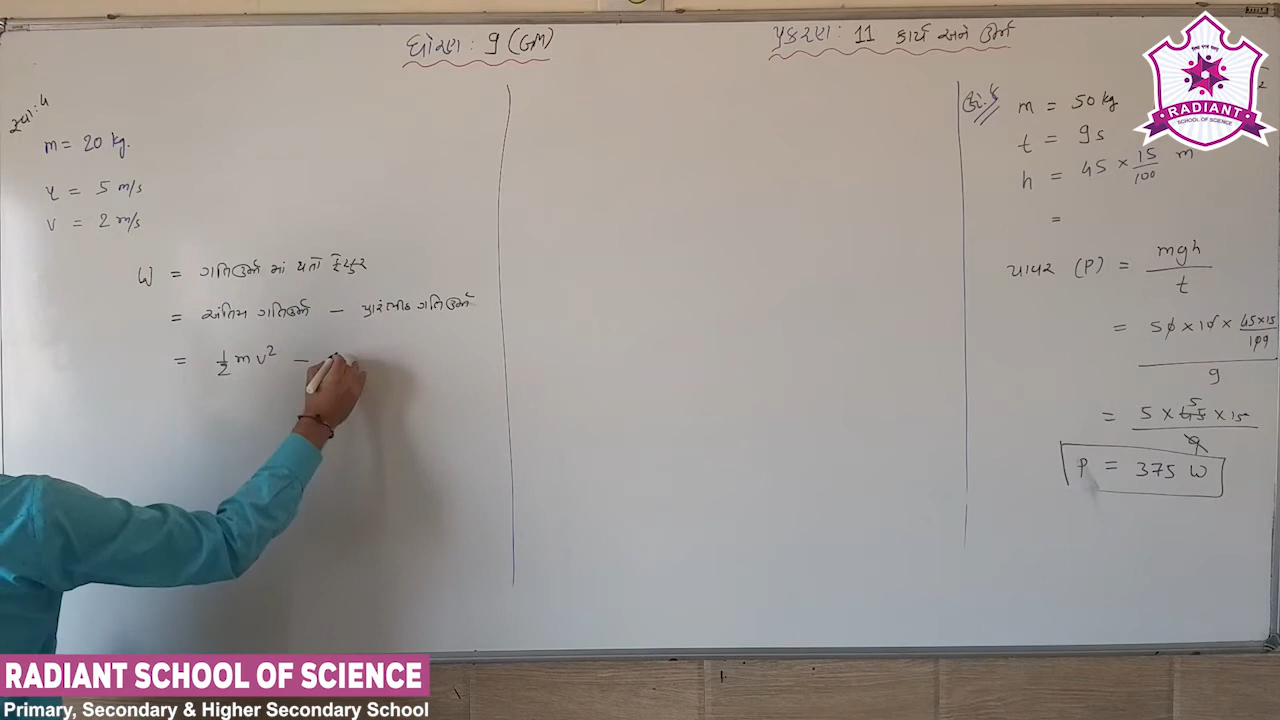 ધોરણ : 9 (GM)
પ્રકરણ : 11 કાર્ય અને ઊર્જા
સ્વા : 5
m = 20 kg.
u = 5 m/s
v = 2 m/s
W = ગતિઊર્જા માં થતો ફેરફાર
= અંતિમ ગતિઊર્જા – પ્રારંભીક ગતિઊર્જા
= 1/2 mv² –
m = 50 kg
t = 9 s
h = 45 × 15/100 m
=
પાવર (P) = mgh / t
= 50 × 10 × 45×15/100 / 9
= 5 × 45 5 × 15 / 9
P = 375 W
RADIANT
SCHOOL OF SCIENCE
RADIANT SCHOOL OF SCIENCE
Primary, Secondary & Higher Secondary School